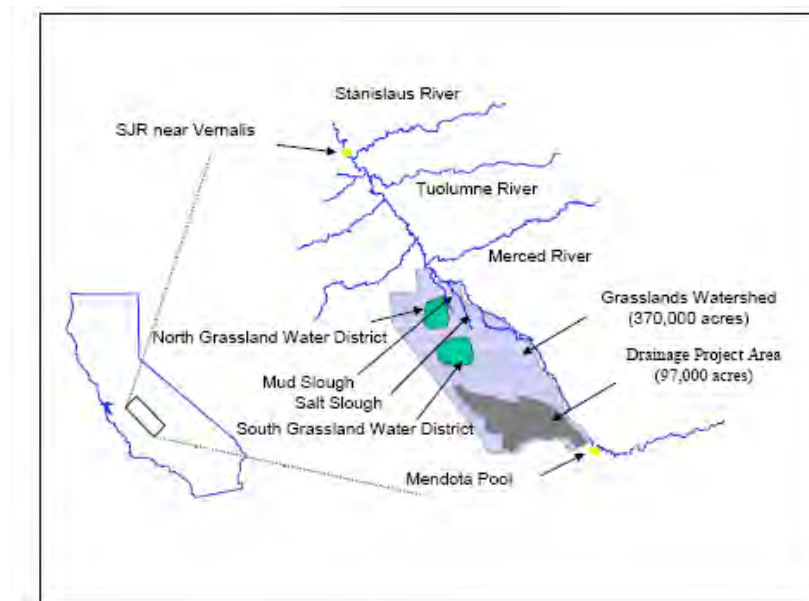 Stanislaus River
SJR near Vernalis
Tuolumne River
Merced River
Grasslands Watershed
(370,000 acres)
North Grassland Water District
Drainage Project Area
(97,000 acres)
Mud Slough
Salt Slough
South Grassland Water District
Mendota Pool